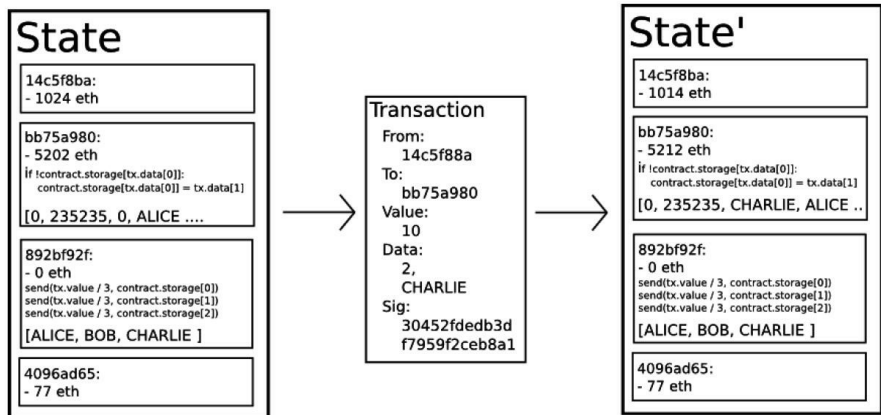 State
14c5f8ba:
- 1024 eth
bb75a980:
- 5202 eth
if !contract.storage[tx.data[0]]:
contract.storage[tx.data[0]] = tx.data[1]
[0, 235235, 0, ALICE ....
892bf92f:
- 0 eth
send(tx.value / 3, contract.storage[0])
send(tx.value / 3, contract.storage[1])
send(tx.value / 3, contract.storage[2])
[ALICE, BOB, CHARLIE ]
4096ad65:
- 77 eth
Transaction
From:
14c5f88a
To:
bb75a980
Value:
10
Data:
2,
CHARLIE
Sig:
30452fdedb3d
f7959f2ceb8a1
State'
14c5f8ba:
- 1014 eth
bb75a980:
- 5212 eth
if !contract.storage[tx.data[0]]:
contract.storage[tx.data[0]] = tx.data[1]
[0, 235235, CHARLIE, ALICE ..
892bf92f:
- 0 eth
send(tx.value / 3, contract.storage[0])
send(tx.value / 3, contract.storage[1])
send(tx.value / 3, contract.storage[2])
[ALICE, BOB, CHARLIE ]
4096ad65:
- 77 eth